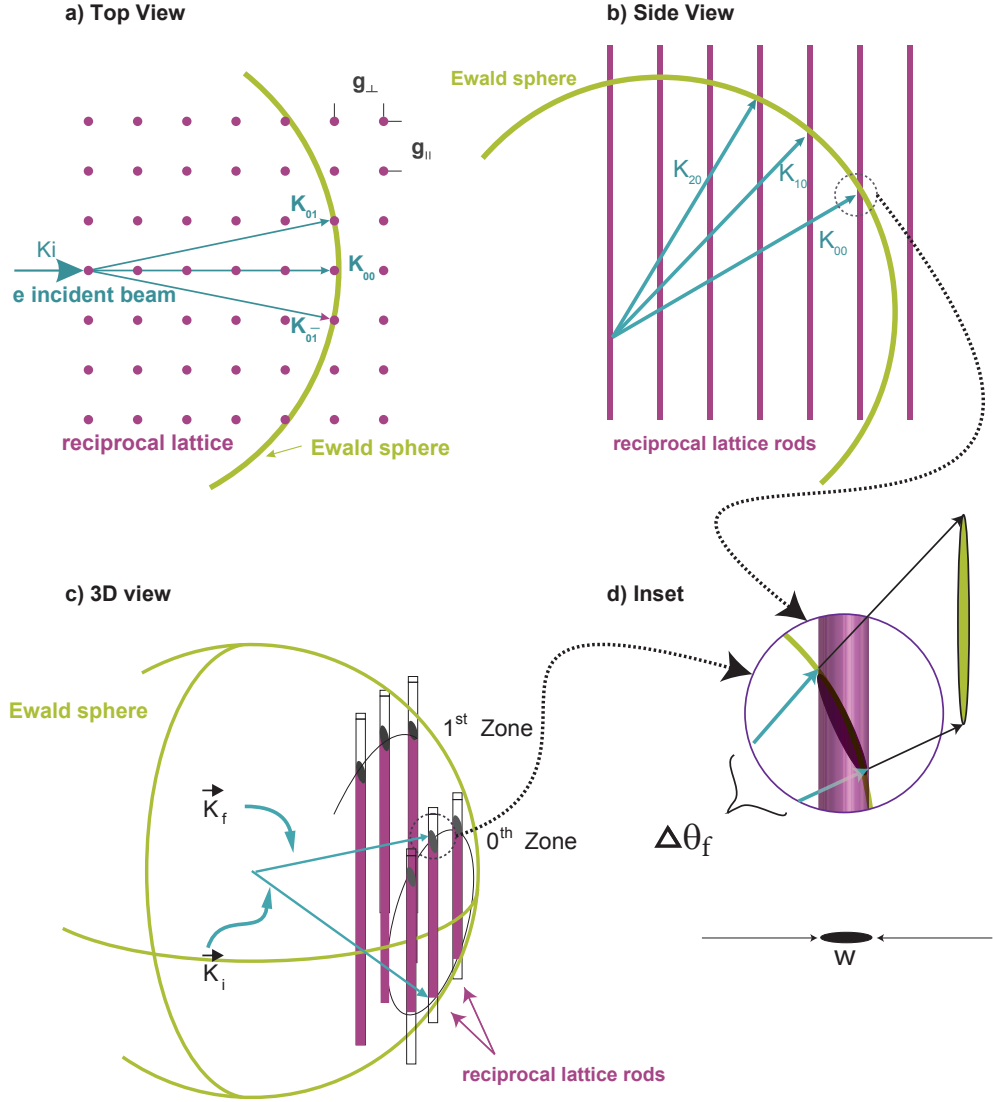 a) Top View
g⊥
g||
K01
Ki
K00
e incident beam
K01̅
reciprocal lattice
Ewald sphere
b) Side View
Ewald sphere
K20
K10
K00
reciprocal lattice rods
c) 3D view
Ewald sphere
1st Zone
Kf
0th Zone
Ki
reciprocal lattice rods
d) Inset
Δθf
w